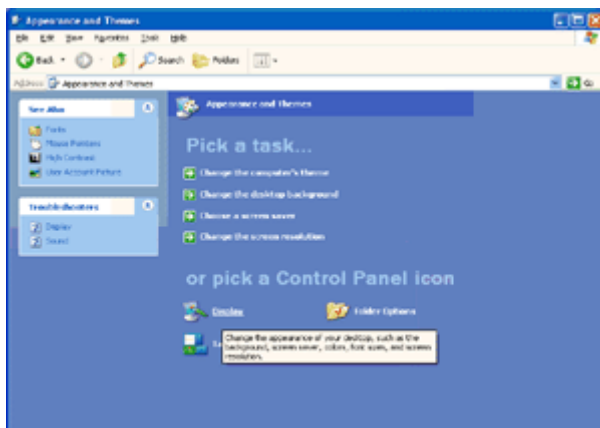 Appearance and Themes
File Edit View Favorites Tools Help
Back Search Folders
Address Appearance and Themes Go
See Also
Fonts
Mouse Pointers
High Contrast
User Account Picture
Troubleshooters
Display
Sound
Appearance and Themes
Pick a task...
Change the computer's theme
Change the desktop background
Choose a screen saver
Change the screen resolution
or pick a Control Panel icon
Display Folder Options
Change the appearance of your desktop, such as the
background, screen saver, colors, font sizes, and screen
resolution.